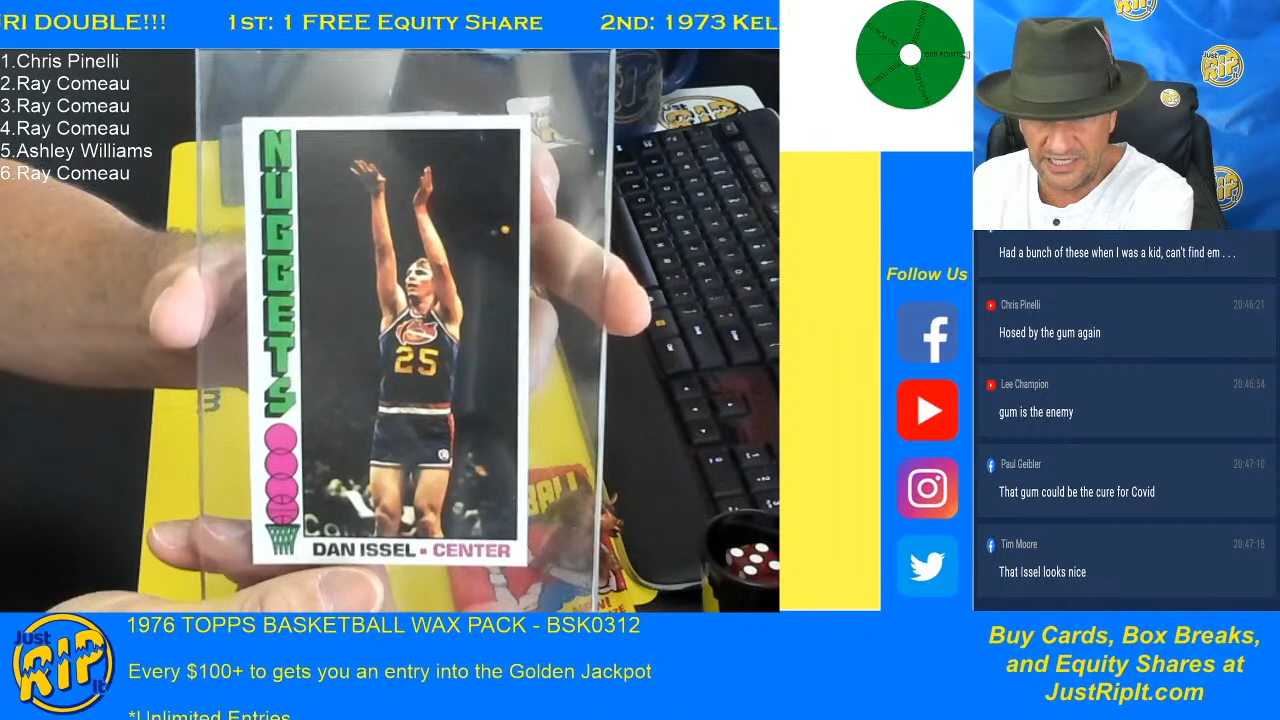 RI DOUBLE!!! 1st: 1 FREE Equity Share 2nd: 1973 Kel
1.Chris Pinelli
2.Ray Comeau
3.Ray Comeau
4.Ray Comeau
5.Ashley Williams
6.Ray Comeau
NUGGETS
25
DAN ISSEL - CENTER
Follow Us
Had a bunch of these when I was a kid, can't find em . . .
Chris Pinelli 20:46:21
Hosed by the gum again
Lee Champion 20:46:54
gum is the enemy
Paul Geibler 20:47:10
That gum could be the cure for Covid
Tim Moore 20:47:18
That Issel looks nice
Just RIP It
1976 TOPPS BASKETBALL WAX PACK - BSK0312
Every $100+ to gets you an entry into the Golden Jackpot
*Unlimited Entries
Buy Cards, Box Breaks,
and Equity Shares at
JustRipIt.com